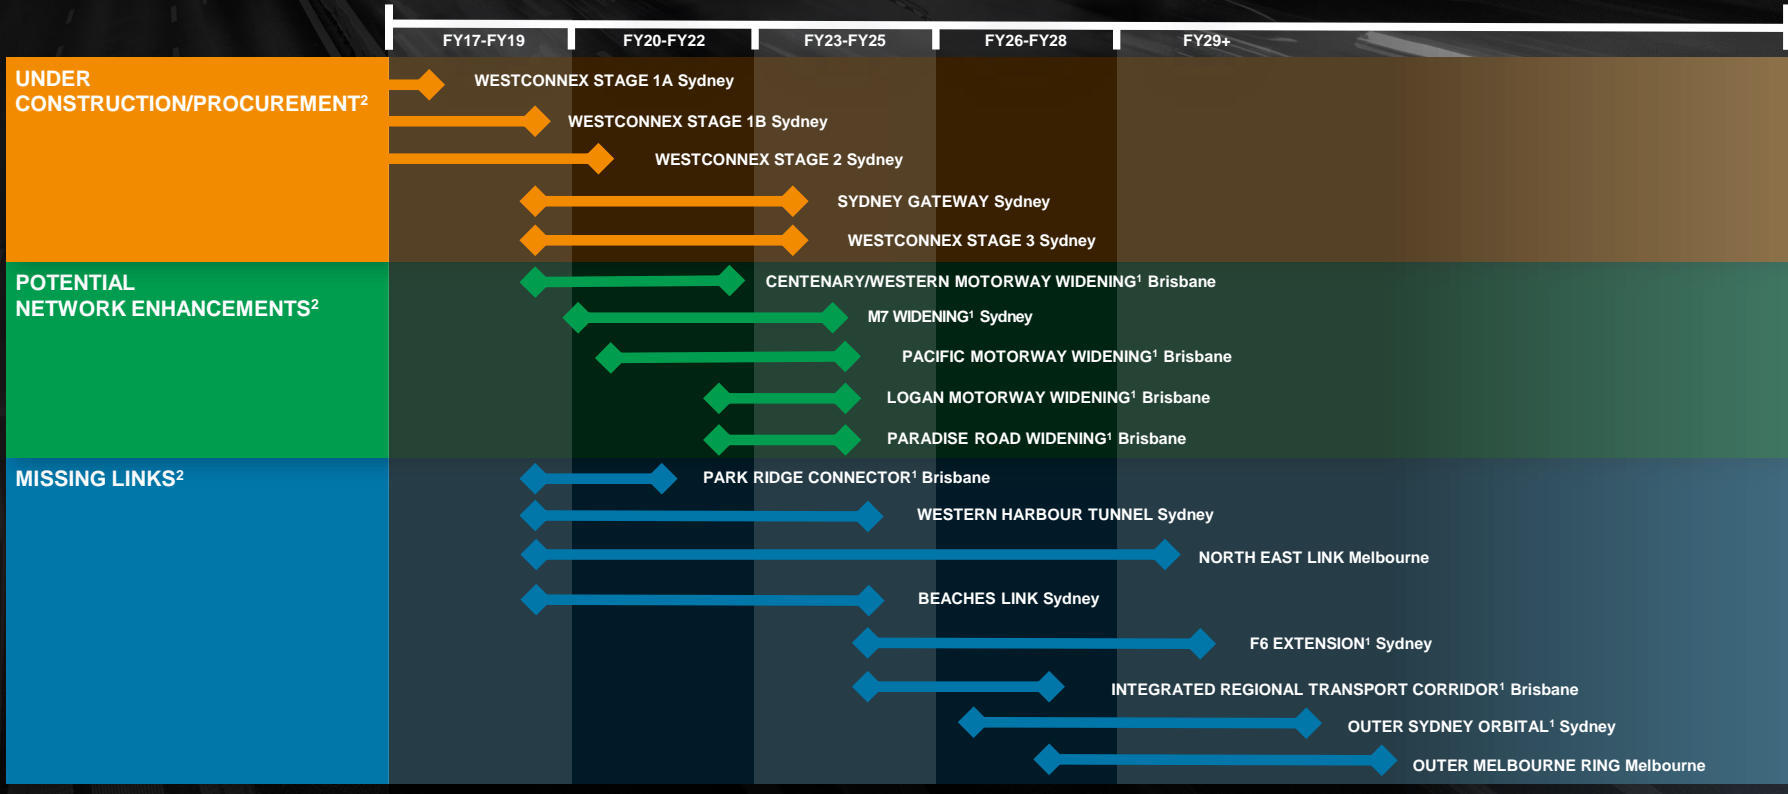 FY17-FY19 FY20-FY22 FY23-FY25 FY26-FY28 FY29+
UNDER
CONSTRUCTION/PROCUREMENT²
WESTCONNEX STAGE 1A Sydney
WESTCONNEX STAGE 1B Sydney
WESTCONNEX STAGE 2 Sydney
SYDNEY GATEWAY Sydney
WESTCONNEX STAGE 3 Sydney
POTENTIAL
NETWORK ENHANCEMENTS²
CENTENARY/WESTERN MOTORWAY WIDENING¹ Brisbane
M7 WIDENING¹ Sydney
PACIFIC MOTORWAY WIDENING¹ Brisbane
LOGAN MOTORWAY WIDENING¹ Brisbane
PARADISE ROAD WIDENING¹ Brisbane
MISSING LINKS²
PARK RIDGE CONNECTOR¹ Brisbane
WESTERN HARBOUR TUNNEL Sydney
NORTH EAST LINK Melbourne
BEACHES LINK Sydney
F6 EXTENSION¹ Sydney
INTEGRATED REGIONAL TRANSPORT CORRIDOR¹ Brisbane
OUTER SYDNEY ORBITAL¹ Sydney
OUTER MELBOURNE RING Melbourne